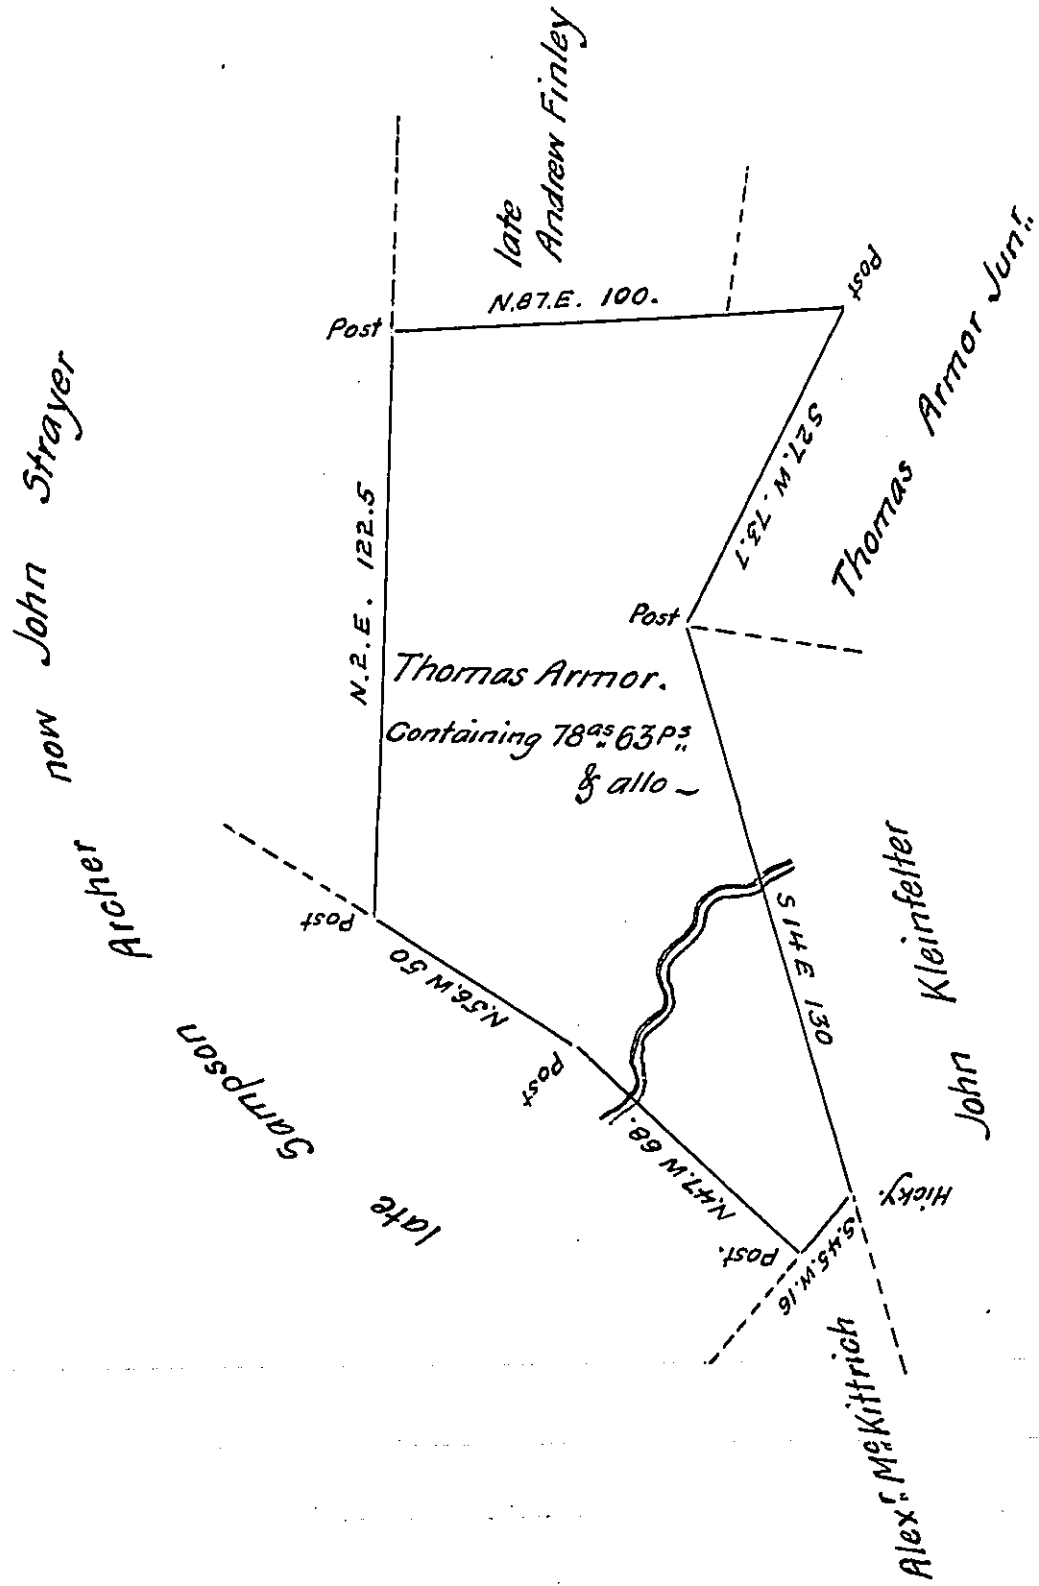 late
Andrew Finley
N.87.E. 100.
Post
Post
now John Strayer
Archer
late Sampson
N.2.E. 122.5
S27.W. 73.7
Thomas Armor Junr.
Post
Thomas Armor.
Containing 78as 63Ps
& allo
Post
N.56.W 50
Post
N.47.W 68.
S 14 E 130
John Kleinfelter
Hicky.
Post.
S.45.W.16
Alexr. McKittrich